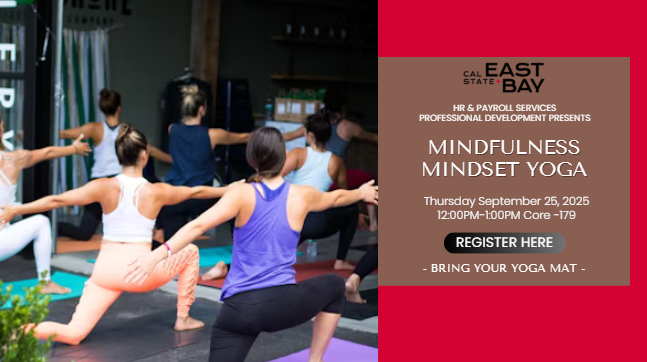 CAL EAST
STATE BAY
HR & PAYROLL SERVICES
PROFESSIONAL DEVELOPMENT PRESENTS
MINDFULNESS
MINDSET YOGA
Thursday September 25, 2025
12:00PM-1:00PM Core -179
REGISTER HERE
- BRING YOUR YOGA MAT -